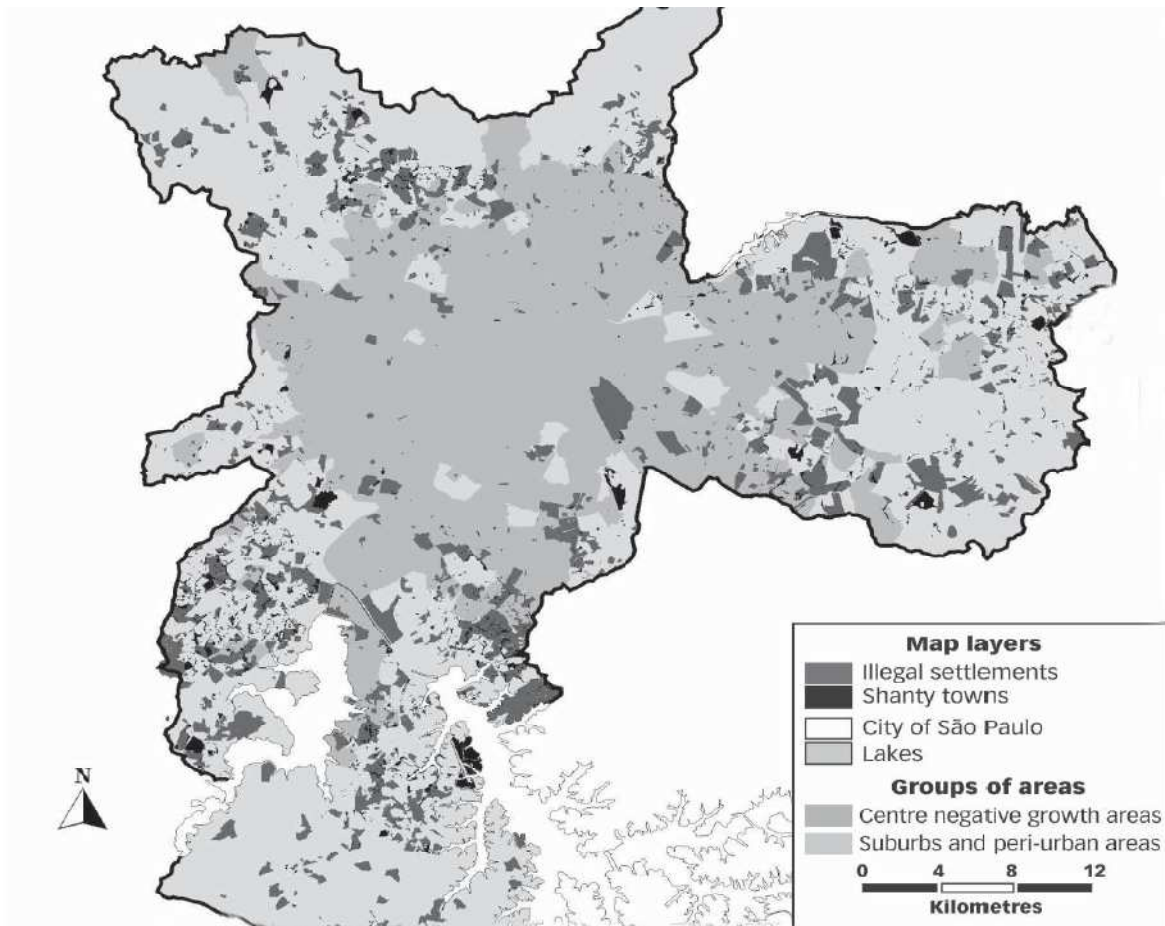 N
Map layers
Illegal settlements
Shanty towns
City of São Paulo
Lakes
Groups of areas
Centre negative growth areas
Suburbs and peri-urban areas
0 4 8 12
Kilometres